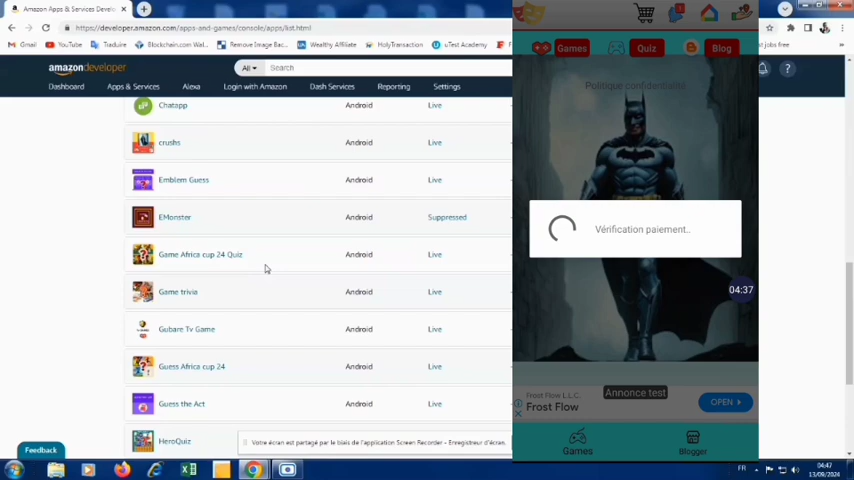 Amazon Apps & Services Develop
https://developer.amazon.com/apps-and-games/console/apps/list.html
Gmail
YouTube
Traduire
Blockchain.com Wal...
Remove Image Bac...
Wealthy Affiliate
HolyTransaction
uTest Academy
ast jobs free
amazondeveloper
All
Search
Dashboard
Apps & Services
Alexa
Login with Amazon
Dash Services
Reporting
Settings
Chatapp
Android
Live
crushs
Android
Live
Emblem Guess
Android
Live
EMonster
Android
Suppressed
Game Africa cup 24 Quiz
Android
Live
Game trivia
Android
Live
Gubare Tv Game
Android
Live
Guess Africa cup 24
Android
Live
Guess the Act
Android
Live
HeroQuiz
Feedback
Votre écran est partagé par le biais de l'application Screen Recorder - Enregistreur d'écran.
Games
Quiz
Blog
Politique confidentialité
Vérification paiement..
04:37
Annonce test
Frost Flow L.L.C.
Frost Flow
OPEN
Games
Blogger
FR
04:47
13/09/2024